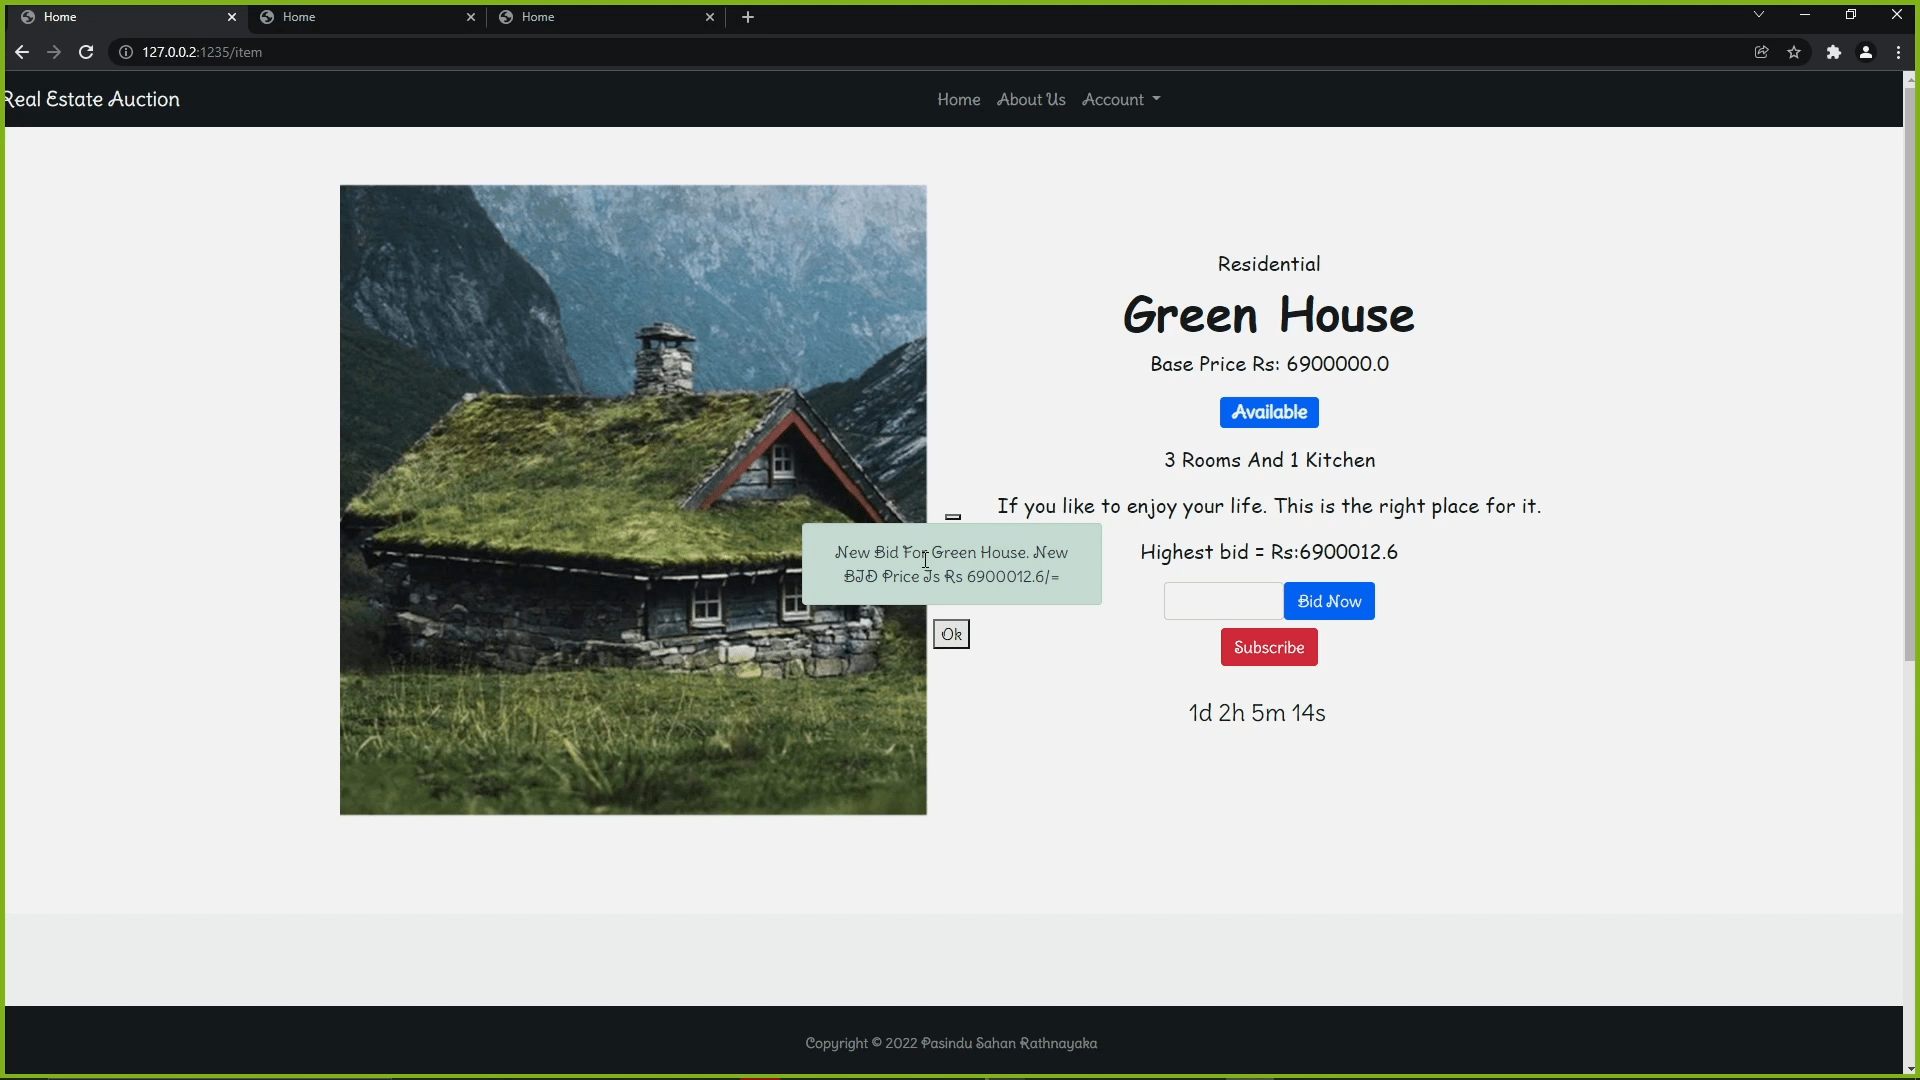 Home
Home
Home
127.0.0.2:1235/item
Real Estate Auction
Home
About Us
Account
Residential
Green House
Base Price Rs: 6900000.0
Available
3 Rooms And 1 Kitchen
If you like to enjoy your life. This is the right place for it.
New Bid For Green House. New
BID Price Is Rs 6900012.6/=
Ok
Highest bid = Rs:6900012.6
Bid Now
Subscribe
1d 2h 5m 14s
Copyright © 2022 Pasindu Sahan Rathnayaka